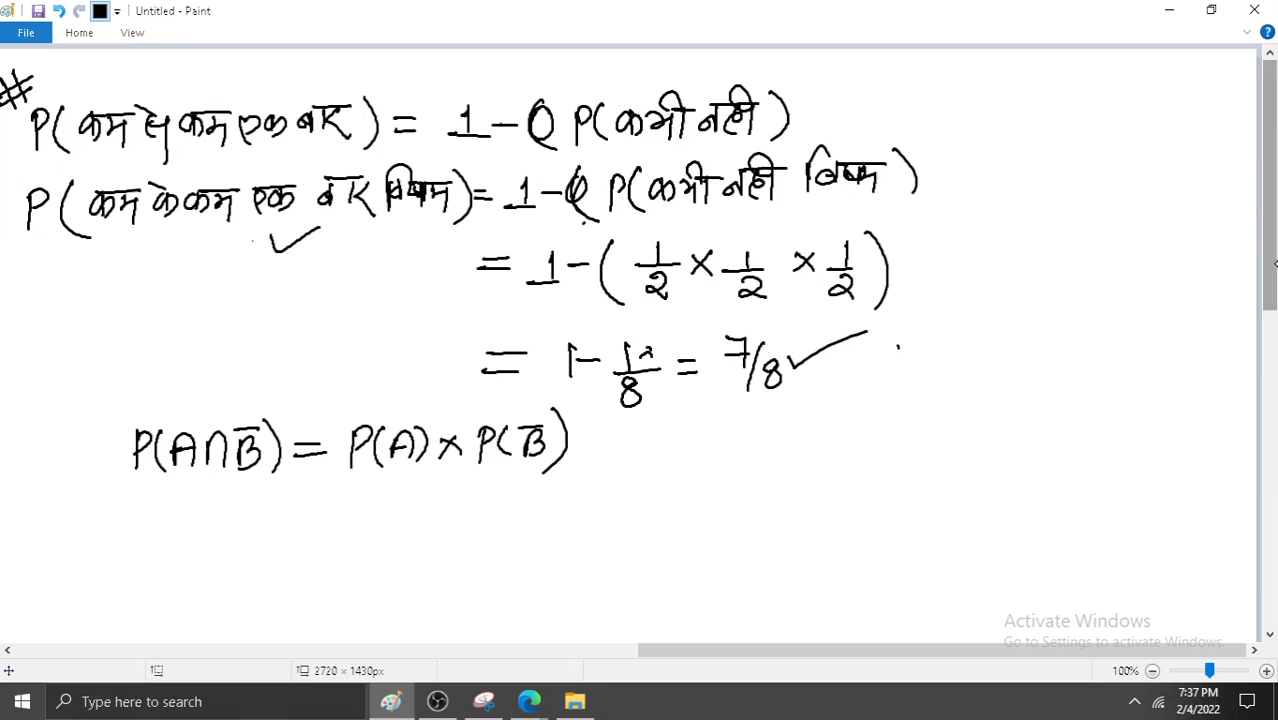 Untitled - Paint
File Home View
#
P(कम से कम एक बार) = 1 - P(कभी नही)
P(कम से कम एक बार विषम) = 1 - P(कभी नही विषम)
= 1 - ( 1/2 × 1/2 × 1/2 )
= 1 - 1/8 = 7/8 ✓
P(A∩B̅) = P(A) × P(B̅)
Activate Windows
Go to Settings to activate Windows.
2720 × 1430px 100%
Type here to search
7:37 PM
2/4/2022